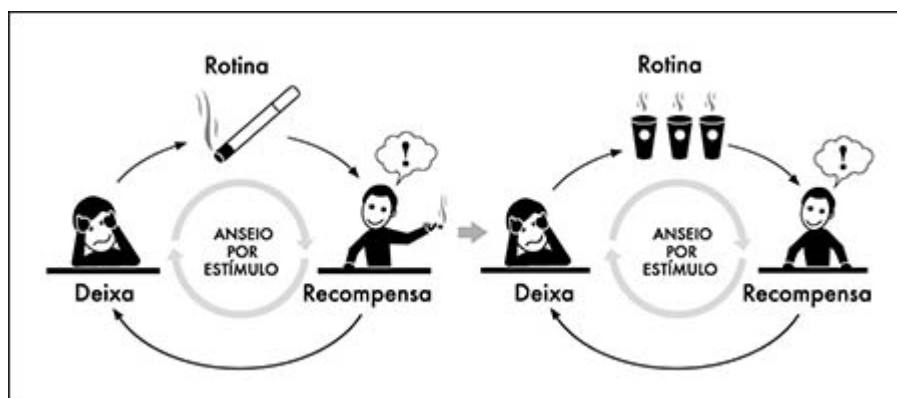 Rotina
!
ANSEIO
POR
ESTÍMULO
Deixa
Recompensa
Rotina
!
ANSEIO
POR
ESTÍMULO
Deixa
Recompensa